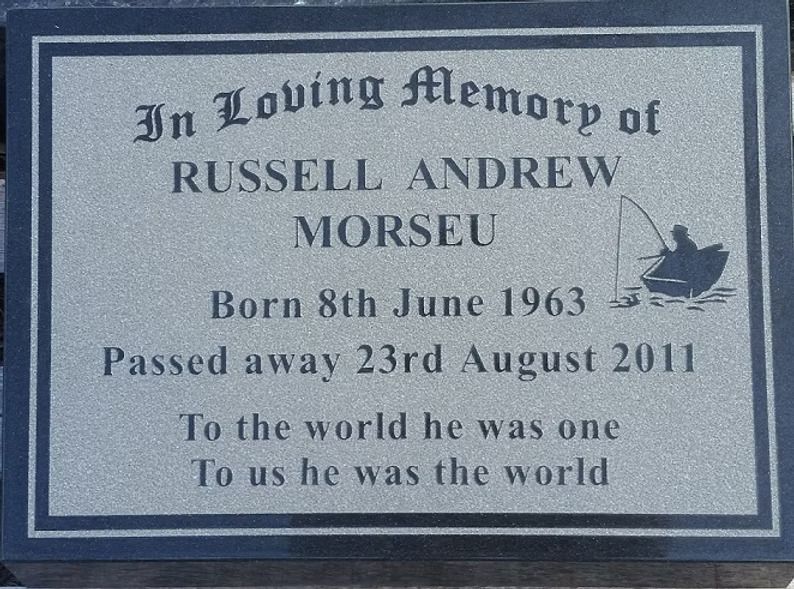 In Loving Memory of
RUSSELL ANDREW
MORSEU
Born 8th June 1963
Passed away 23rd August 2011
To the world he was one
To us he was the world